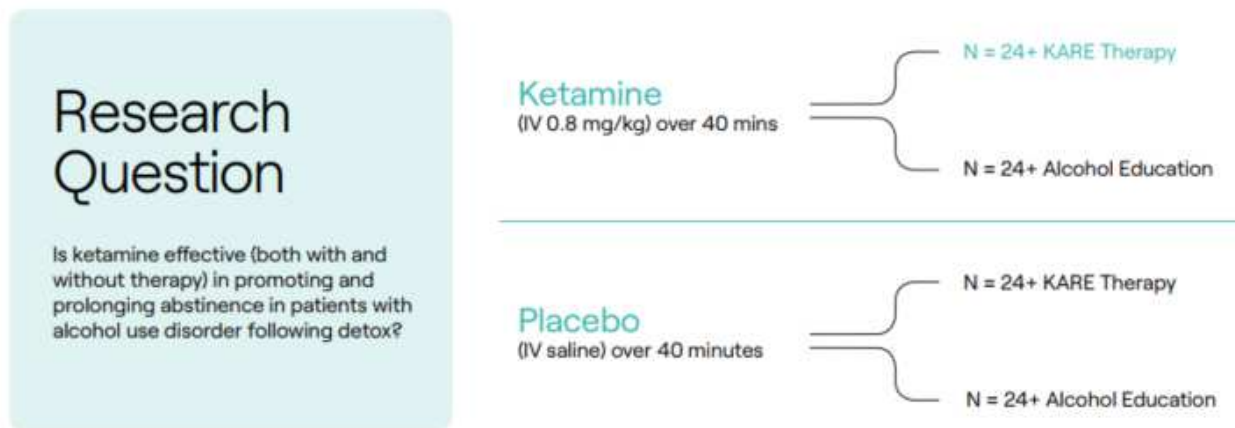 Research
Question
Is ketamine effective (both with and
without therapy) in promoting and
prolonging abstinence in patients with
alcohol use disorder following detox?
Ketamine
(IV 0.8 mg/kg) over 40 mins
N = 24+ KARE Therapy
N = 24+ Alcohol Education
Placebo
(IV saline) over 40 minutes
N = 24+ KARE Therapy
N = 24+ Alcohol Education